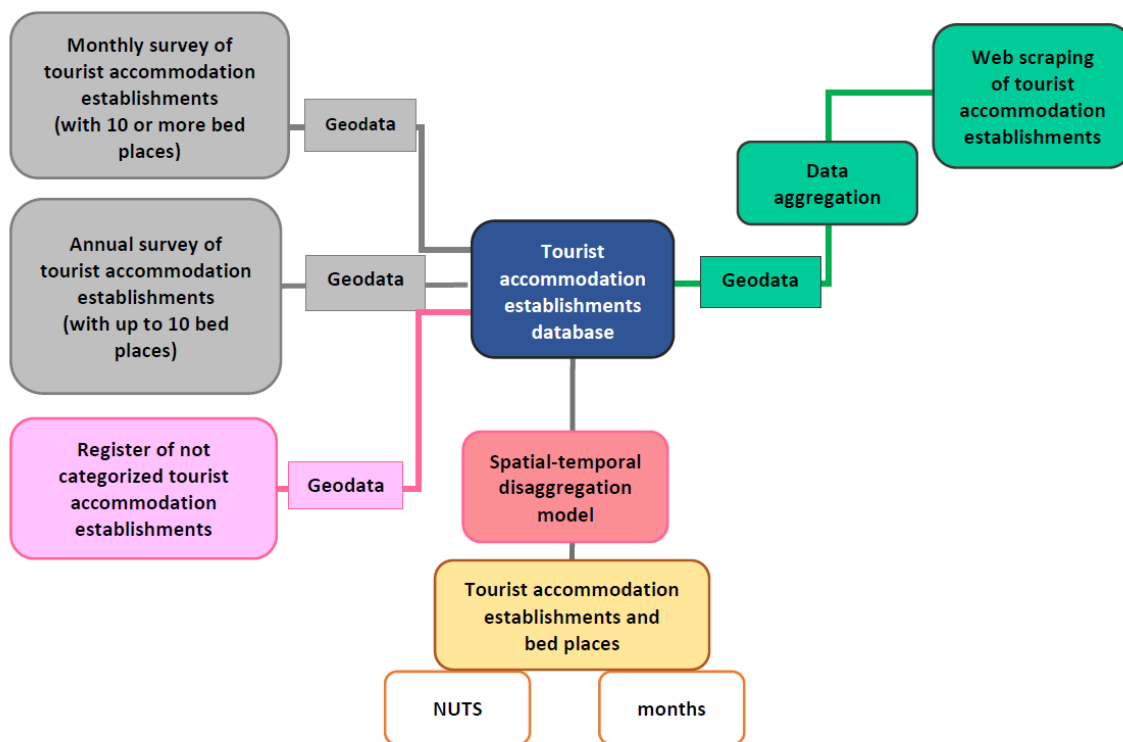 Monthly survey of
tourist accommodation
establishments
(with 10 or more bed
places)
Geodata
Annual survey of
tourist accommodation
establishments
(with up to 10 bed
places)
Geodata
Register of not
categorized tourist
accommodation
establishments
Geodata
Tourist
accommodation
establishments
database
Geodata
Data
aggregation
Web scraping
of tourist
accommodation
establishments
Spatial-temporal
disaggregation
model
Tourist accommodation
establishments and
bed places
NUTS
months